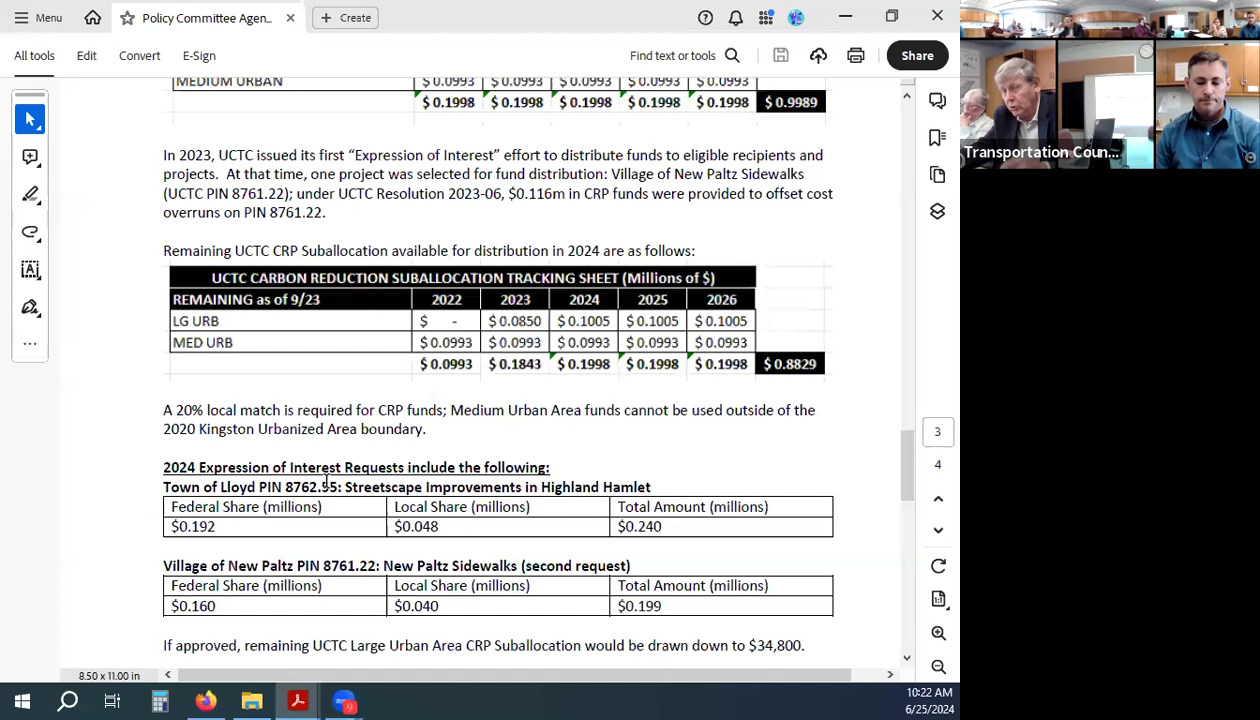 Menu
Policy Committee Agen...
Create
All tools
Edit
Convert
E-Sign
Find text or tools
Share
MEDIUM URBAN $ 0.0993 $ 0.0993 $ 0.0993 $ 0.0993 $ 0.0993
$ 0.1998 $ 0.1998 $ 0.1998 $ 0.1998 $ 0.1998 $ 0.9989
In 2023, UCTC issued its first “Expression of Interest” effort to distribute funds to eligible recipients and
projects. At that time, one project was selected for fund distribution: Village of New Paltz Sidewalks
(UCTC PIN 8761.22); under UCTC Resolution 2023-06, $0.116m in CRP funds were provided to offset cost
overruns on PIN 8761.22.
Remaining UCTC CRP Suballocation available for distribution in 2024 are as follows:
UCTC CARBON REDUCTION SUBALLOCATION TRACKING SHEET (Millions of $)
REMAINING as of 9/23 2022 2023 2024 2025 2026
LG URB $ - $ 0.0850 $ 0.1005 $ 0.1005 $ 0.1005
MED URB $ 0.0993 $ 0.0993 $ 0.0993 $ 0.0993 $ 0.0993
$ 0.0993 $ 0.1843 $ 0.1998 $ 0.1998 $ 0.1998 $ 0.8829
A 20% local match is required for CRP funds; Medium Urban Area funds cannot be used outside of the
2020 Kingston Urbanized Area boundary.
2024 Expression of Interest Requests include the following:
Town of Lloyd PIN 8762.55: Streetscape Improvements in Highland Hamlet
Federal Share (millions) Local Share (millions) Total Amount (millions)
$0.192 $0.048 $0.240
Village of New Paltz PIN 8761.22: New Paltz Sidewalks (second request)
Federal Share (millions) Local Share (millions) Total Amount (millions)
$0.160 $0.040 $0.199
If approved, remaining UCTC Large Urban Area CRP Suballocation would be drawn down to $34,800.
8.50 x 11.00 in
3
4
Transportation Coun...
10:22 AM
6/25/2024